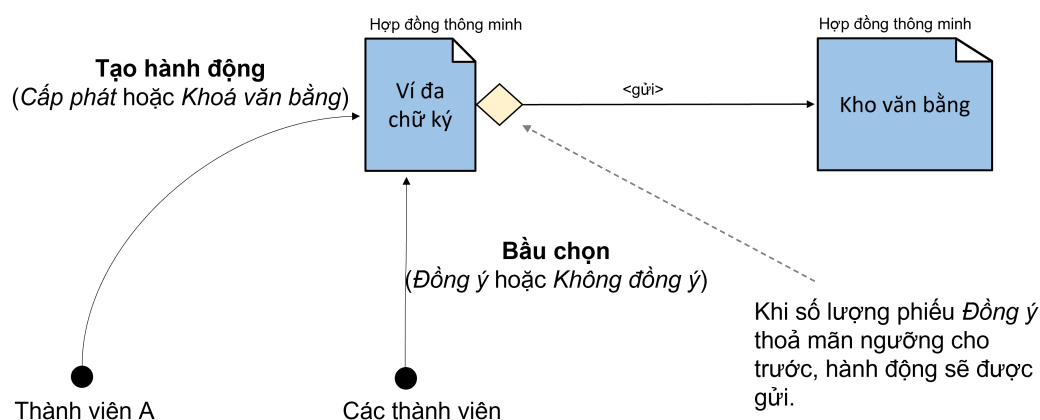 Hợp đồng thông minh
Hợp đồng thông minh
Tạo hành động
(Cấp phát hoặc Khoá văn bằng)
Ví đa
chữ ký
<gửi>
Kho văn bằng
Bầu chọn
(Đồng ý hoặc Không đồng ý)
Khi số lượng phiếu Đồng ý
thoả mãn ngưỡng cho
trước, hành động sẽ được
gửi.
Thành viên A
Các thành viên